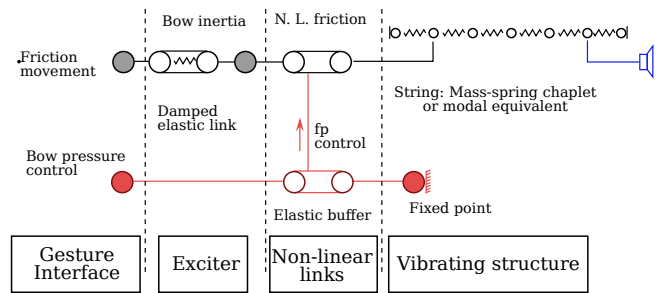 Bow inertia
N. L. friction
Friction
movement
Damped
elastic link
String: Mass-spring chaplet
or modal equivalent
fp
control
Bow pressure
control
Elastic buffer
Fixed point
Gesture
Interface
Exciter
Non-linear
links
Vibrating structure